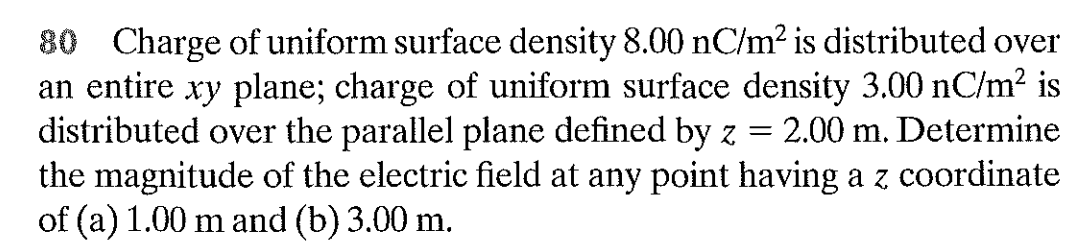 80 Charge of uniform surface density 8.00 nC/m² is distributed over
an entire xy plane; charge of uniform surface density 3.00 nC/m² is
distributed over the parallel plane defined by z = 2.00 m. Determine
the magnitude of the electric field at any point having a z coordinate
of (a) 1.00 m and (b) 3.00 m.